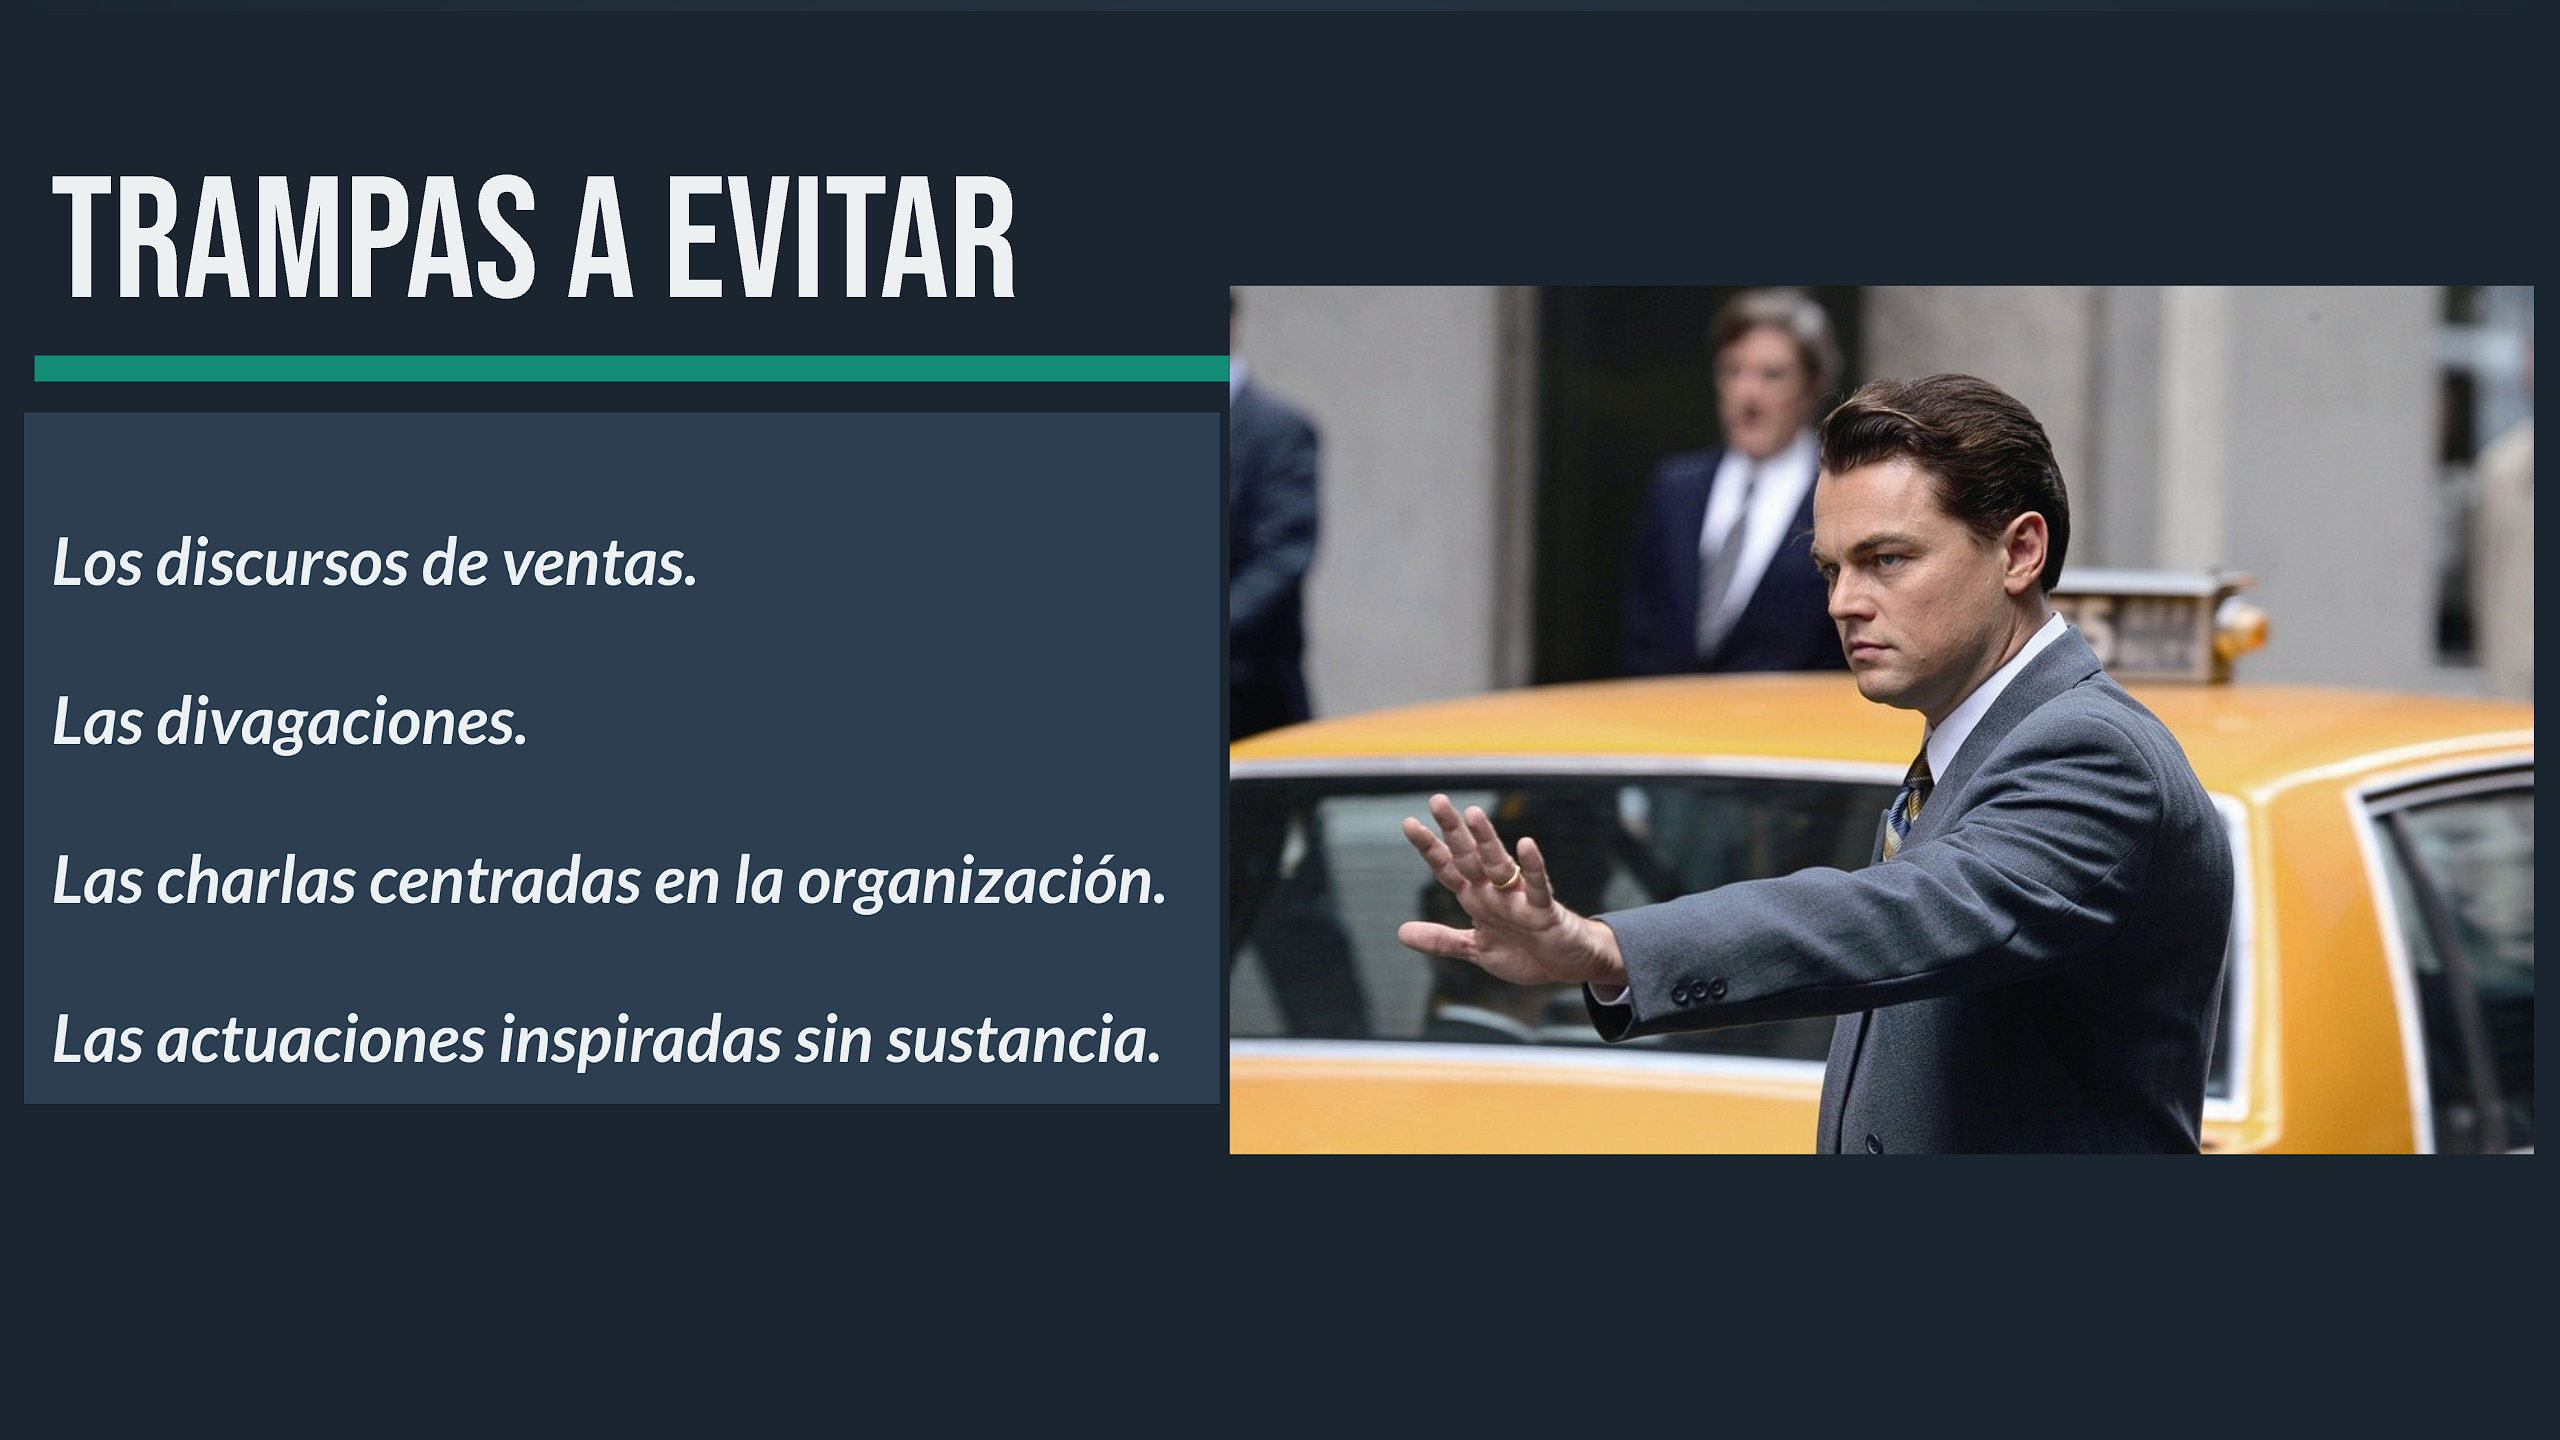 TRAMPAS A EVITAR
Los discursos de ventas.
Las divagaciones.
Las charlas centradas en la organización.
Las actuaciones inspiradas sin sustancia.